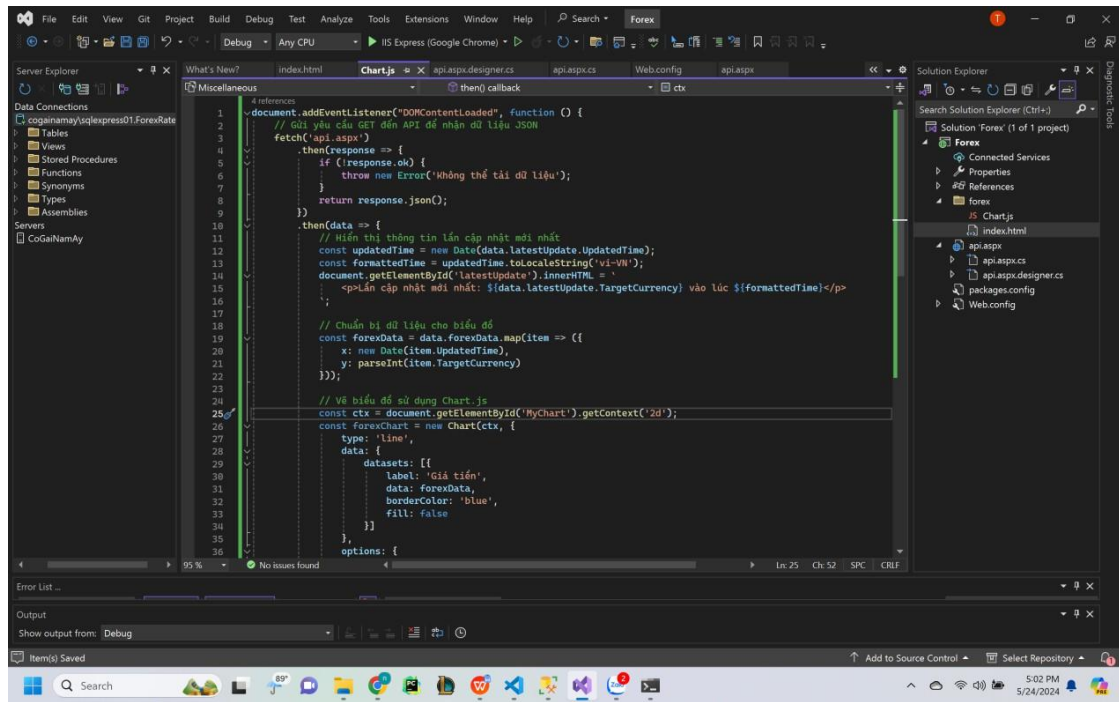 File Edit View Git Project Build Debug Test Analyze Tools Extensions Window Help Search Forex T
Debug Any CPU IIS Express (Google Chrome)
Server Explorer
Data Connections
cogainamay\sqlexpress01.ForexRate
Tables
Views
Stored Procedures
Functions
Synonyms
Types
Assemblies
Servers
CoGaiNamAy
What's New? index.html Chart.js api.aspx.designer.cs api.aspx.cs Web.config api.aspx
Miscellaneous then() callback ctx
4 references
1 document.addEventListener("DOMContentLoaded", function () {
2 // Gửi yêu cầu GET đến API để nhận dữ liệu JSON
3 fetch('api.aspx')
4 .then(response => {
5 if (!response.ok) {
6 throw new Error('Không thể tải dữ liệu');
7 }
8 return response.json();
9 })
10 .then(data => {
11 // Hiển thị thông tin lần cập nhật mới nhất
12 const updatedTime = new Date(data.latestUpdate.UpdatedTime);
13 const formattedTime = updatedTime.toLocaleString('vi-VN');
14 document.getElementById('latestUpdate').innerHTML = `
15 <p>Lần cập nhật mới nhất: ${data.latestUpdate.TargetCurrency} vào lúc ${formattedTime}</p>
16 `;
17
18 // Chuẩn bị dữ liệu cho biểu đồ
19 const forexData = data.forexData.map(item => ({
20 x: new Date(item.UpdatedTime),
21 y: parseInt(item.TargetCurrency)
22 }));
23
24 // Vẽ biểu đồ sử dụng Chart.js
25 const ctx = document.getElementById('MyChart').getContext('2d');
26 const forexChart = new Chart(ctx, {
27 type: 'line',
28 data: {
29 datasets: [{
30 label: 'Giá tiền',
31 data: forexData,
32 borderColor: 'blue',
33 fill: false
34 }]
35 },
36 options: {
95 % No issues found Ln: 25 Ch: 52 SPC CRLF
Solution Explorer
Search Solution Explorer (Ctrl+;)
Solution 'Forex' (1 of 1 project)
Forex
Connected Services
Properties
References
forex
JS Chart.js
index.html
api.aspx
api.aspx.cs
api.aspx.designer.cs
packages.config
Web.config
Diagnostic Tools
Error List ...
Output
Show output from: Debug
Item(s) Saved Add to Source Control Select Repository
Search 89° 5:02 PM
5/24/2024